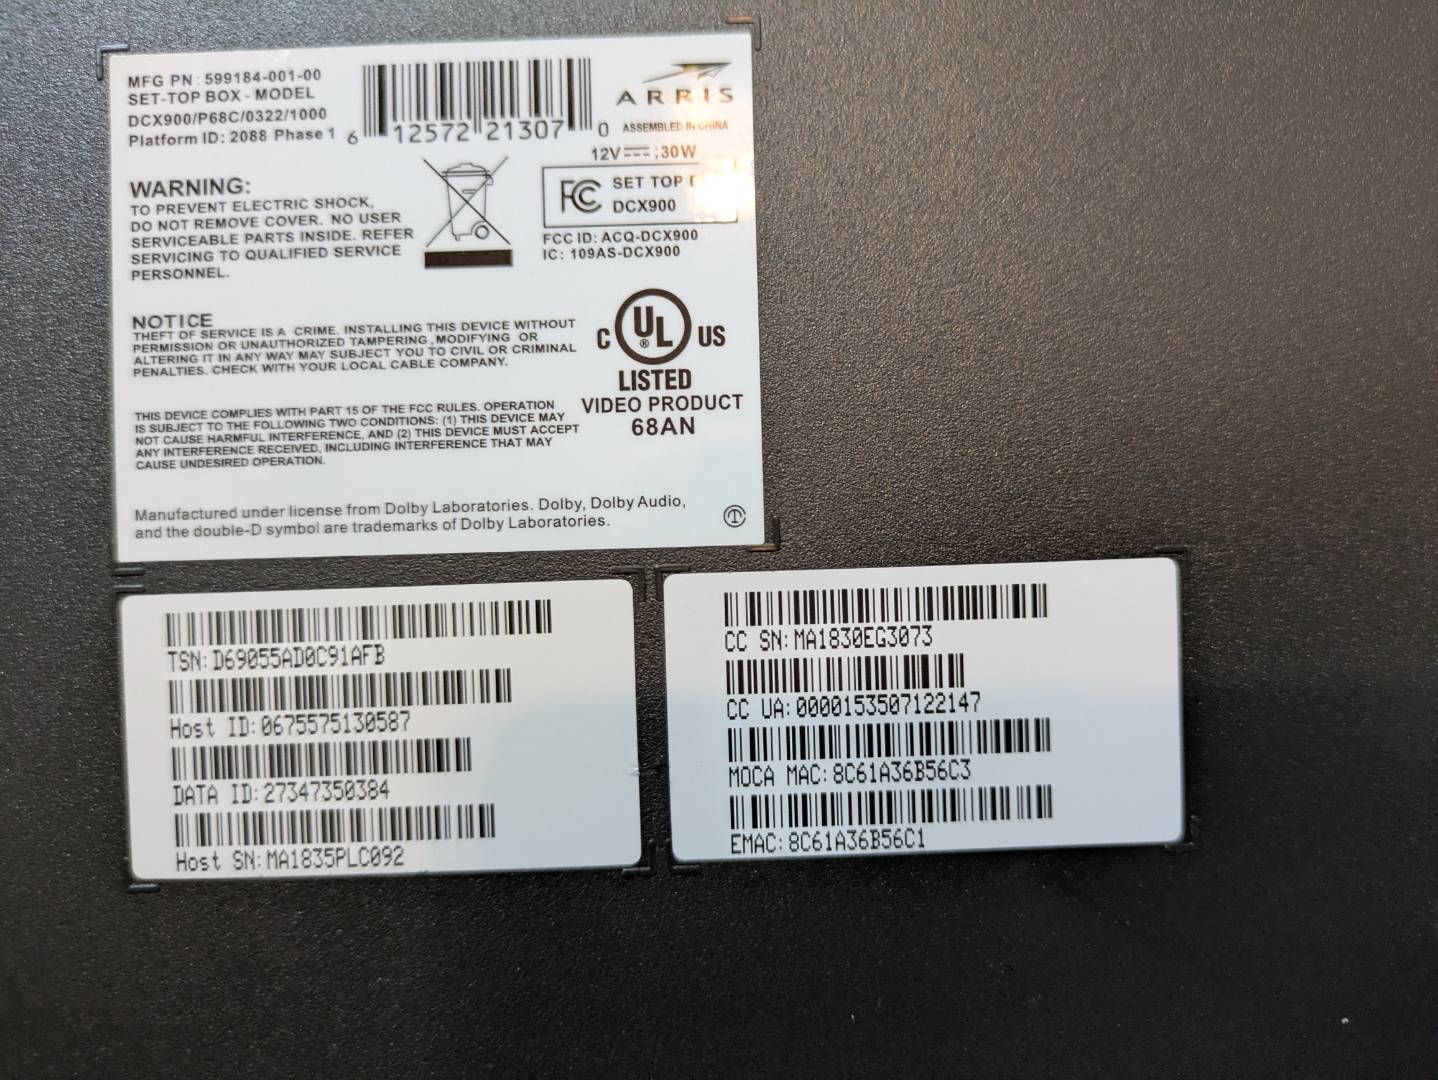 MFG PN : 599184-001-00
SET-TOP BOX - MODEL
DCX900/P68C/0322/1000
Platform ID: 2088 Phase 1
6 12572 21307 0
ARRIS
ASSEMBLED IN CHINA
12V ;30W
FC SET TOP
DCX900
FCC ID: ACQ-DCX900
IC: 109AS-DCX900
WARNING:
TO PREVENT ELECTRIC SHOCK,
DO NOT REMOVE COVER. NO USER
SERVICEABLE PARTS INSIDE. REFER
SERVICING TO QUALIFIED SERVICE
PERSONNEL.
NOTICE
THEFT OF SERVICE IS A CRIME. INSTALLING THIS DEVICE WITHOUT
PERMISSION OR UNAUTHORIZED TAMPERING ,MODIFYING OR
ALTERING IT IN ANY WAY MAY SUBJECT YOU TO CIVIL OR CRIMINAL
PENALTIES. CHECK WITH YOUR LOCAL CABLE COMPANY.
C UL ® US
LISTED
VIDEO PRODUCT
68AN
THIS DEVICE COMPLIES WITH PART 15 OF THE FCC RULES. OPERATION
IS SUBJECT TO THE FOLLOWING TWO CONDITIONS: (1) THIS DEVICE MAY
NOT CAUSE HARMFUL INTERFERENCE, AND (2) THIS DEVICE MUST ACCEPT
ANY INTERFERENCE RECEIVED, INCLUDING INTERFERENCE THAT MAY
CAUSE UNDESIRED OPERATION.
Manufactured under license from Dolby Laboratories. Dolby, Dolby Audio,
and the double-D symbol are trademarks of Dolby Laboratories.
TSN:D69055AD0C91AFB
Host ID:0675575130587
DATA ID:27347350384
Host SN:MA1835PLC092
CC SN:MA1830EG3073
CC UA:0000153507122147
MOCA MAC:8C61A36B56C3
EMAC:8C61A36B56C1